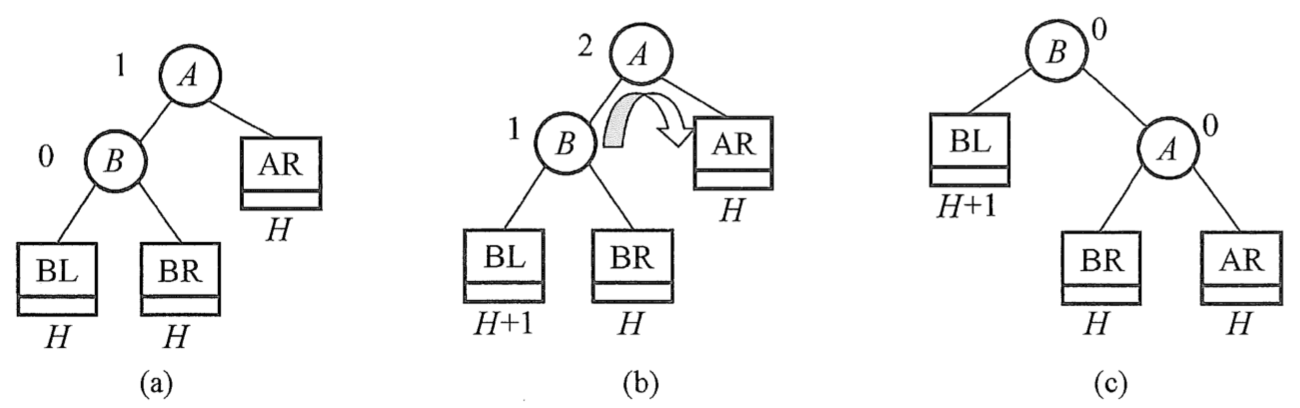 1 A
0 B
AR
H
BL BR
H H
(a)
2 A
1 B
AR
H
BL BR
H+1 H
(b)
B 0
BL
H+1
A 0
BR AR
H H
(c)